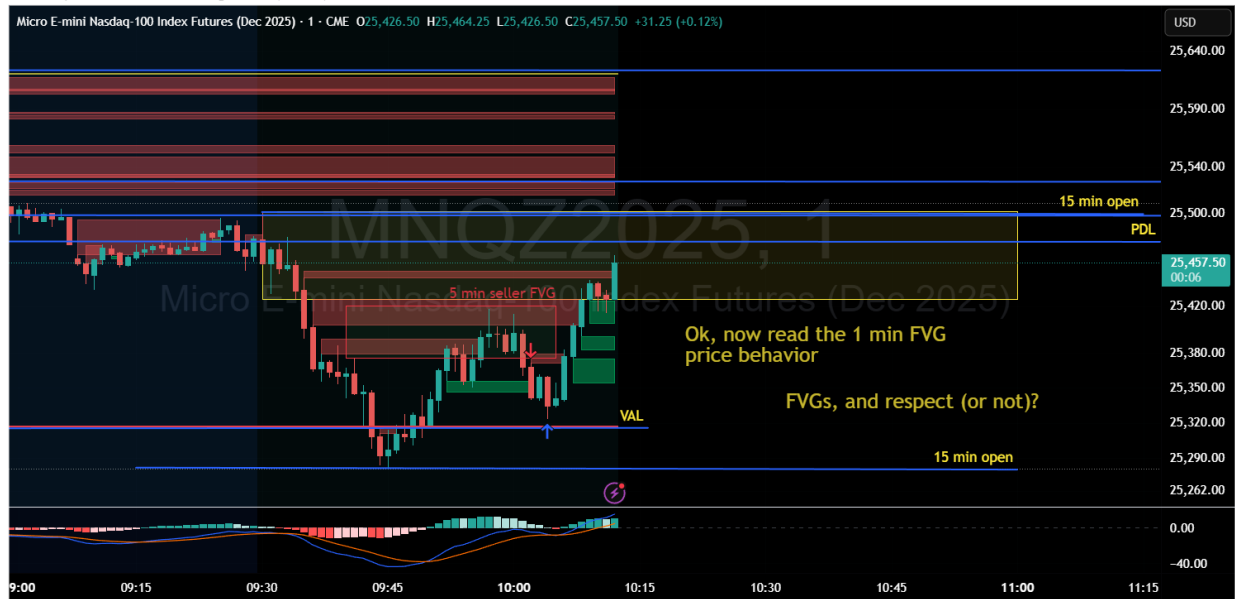 Micro E-mini Nasdaq-100 Index Futures (Dec 2025) · 1 · CME O25,426.50 H25,464.25 L25,426.50 C25,457.50 +31.25 (+0.12%)
USD
25,640.00
25,590.00
25,540.00
15 min open
25,500.00
PDL
MNQZ2025, 1
25,457.50
00:06
Micro E-mini Nasdaq-100 Index Futures (Dec 2025)
5 min seller FVG
25,420.00
Ok, now read the 1 min FVG
price behavior
25,380.00
25,350.00
FVGs, and respect (or not)?
VAL
25,320.00
15 min open
25,290.00
25,262.00
0.00
−40.00
9:00 09:15 09:30 09:45 10:00 10:15 10:30 10:45 11:00 11:15